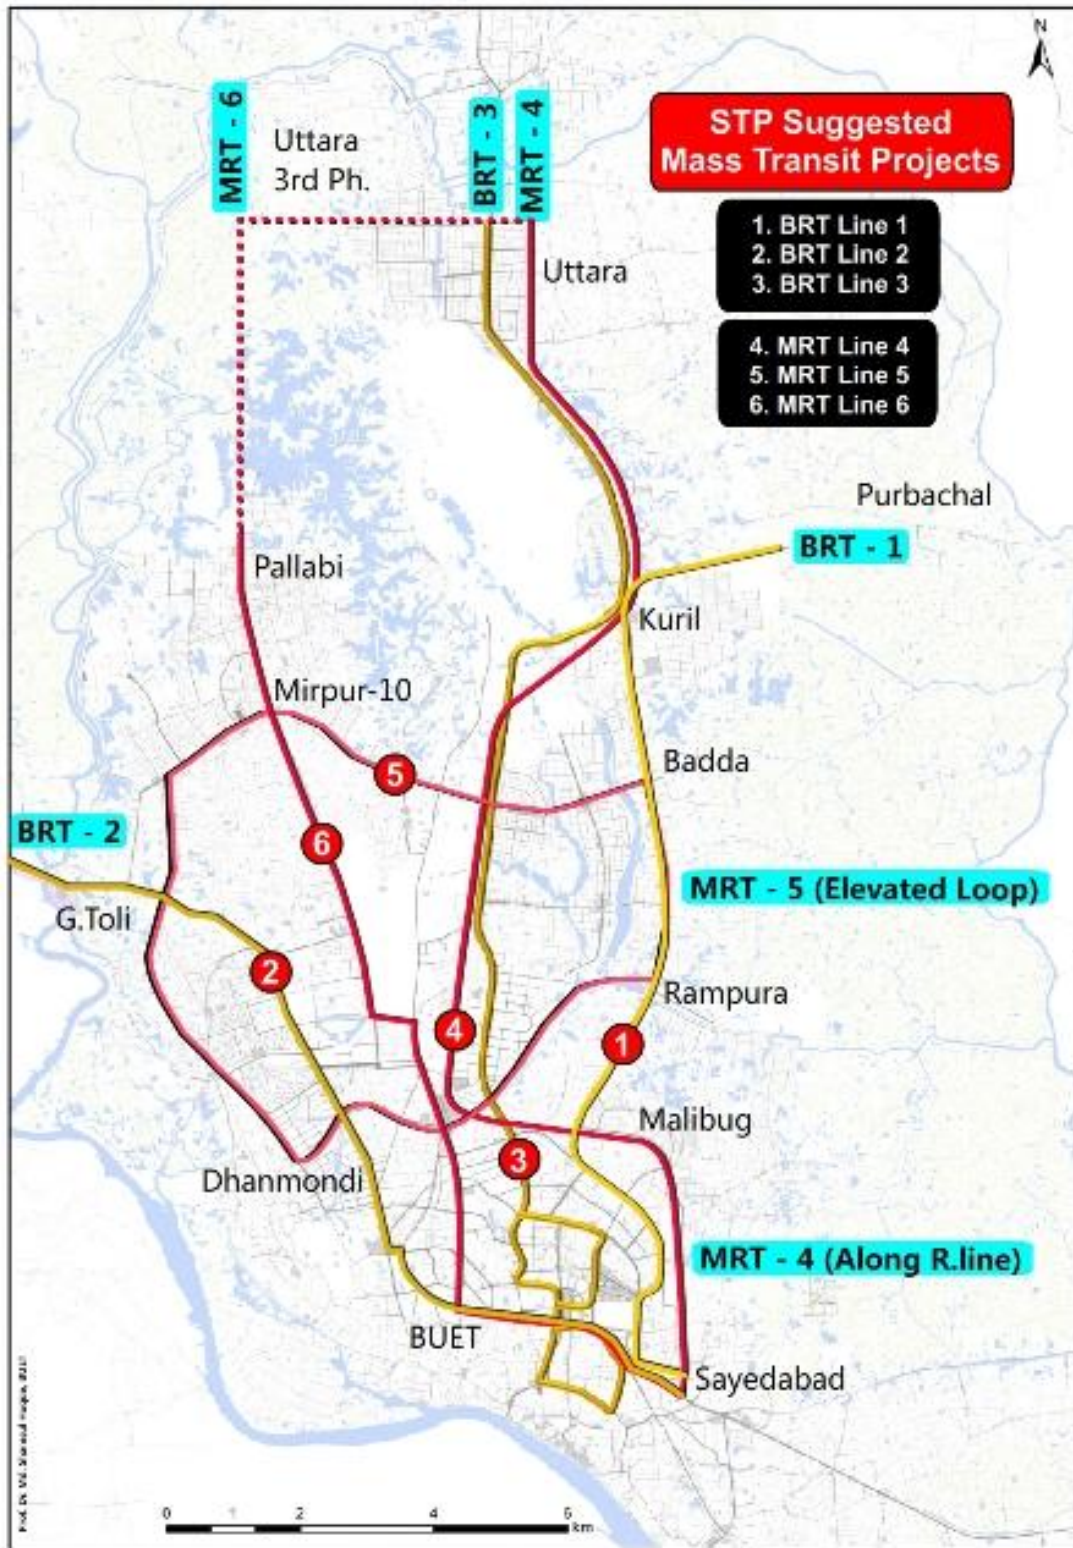 N
MRT - 6
Uttara
3rd Ph.
BRT - 3
MRT - 4
STP Suggested
Mass Transit Projects
1. BRT Line 1
2. BRT Line 2
3. BRT Line 3
4. MRT Line 4
5. MRT Line 5
6. MRT Line 6
Uttara
Purbachal
BRT - 1
Pallabi
Kuril
Mirpur-10
Badda
5
BRT - 2
6
MRT - 5 (Elevated Loop)
G.Toli
2
Rampura
4
1
Malibug
3
Dhanmondi
MRT - 4 (Along R.line)
BUET
Sayedabad
0 1 2 4 6
km